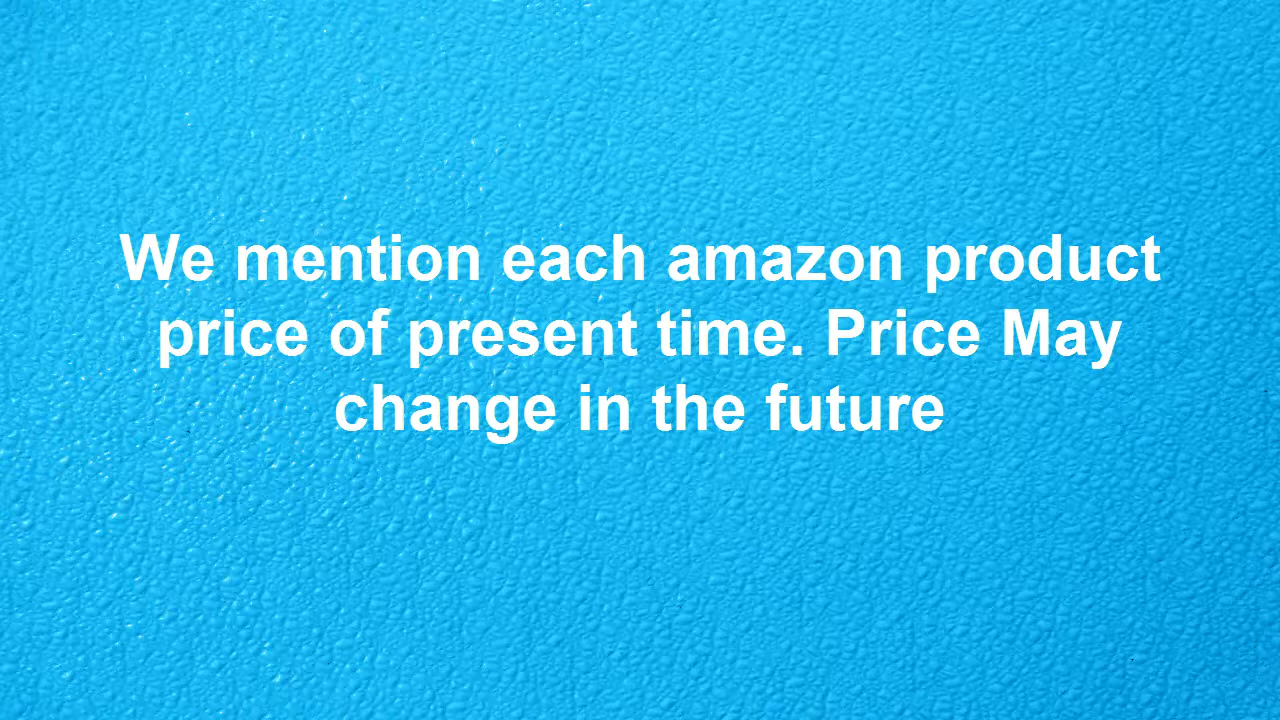 We mention each amazon product
price of present time. Price May
change in the future